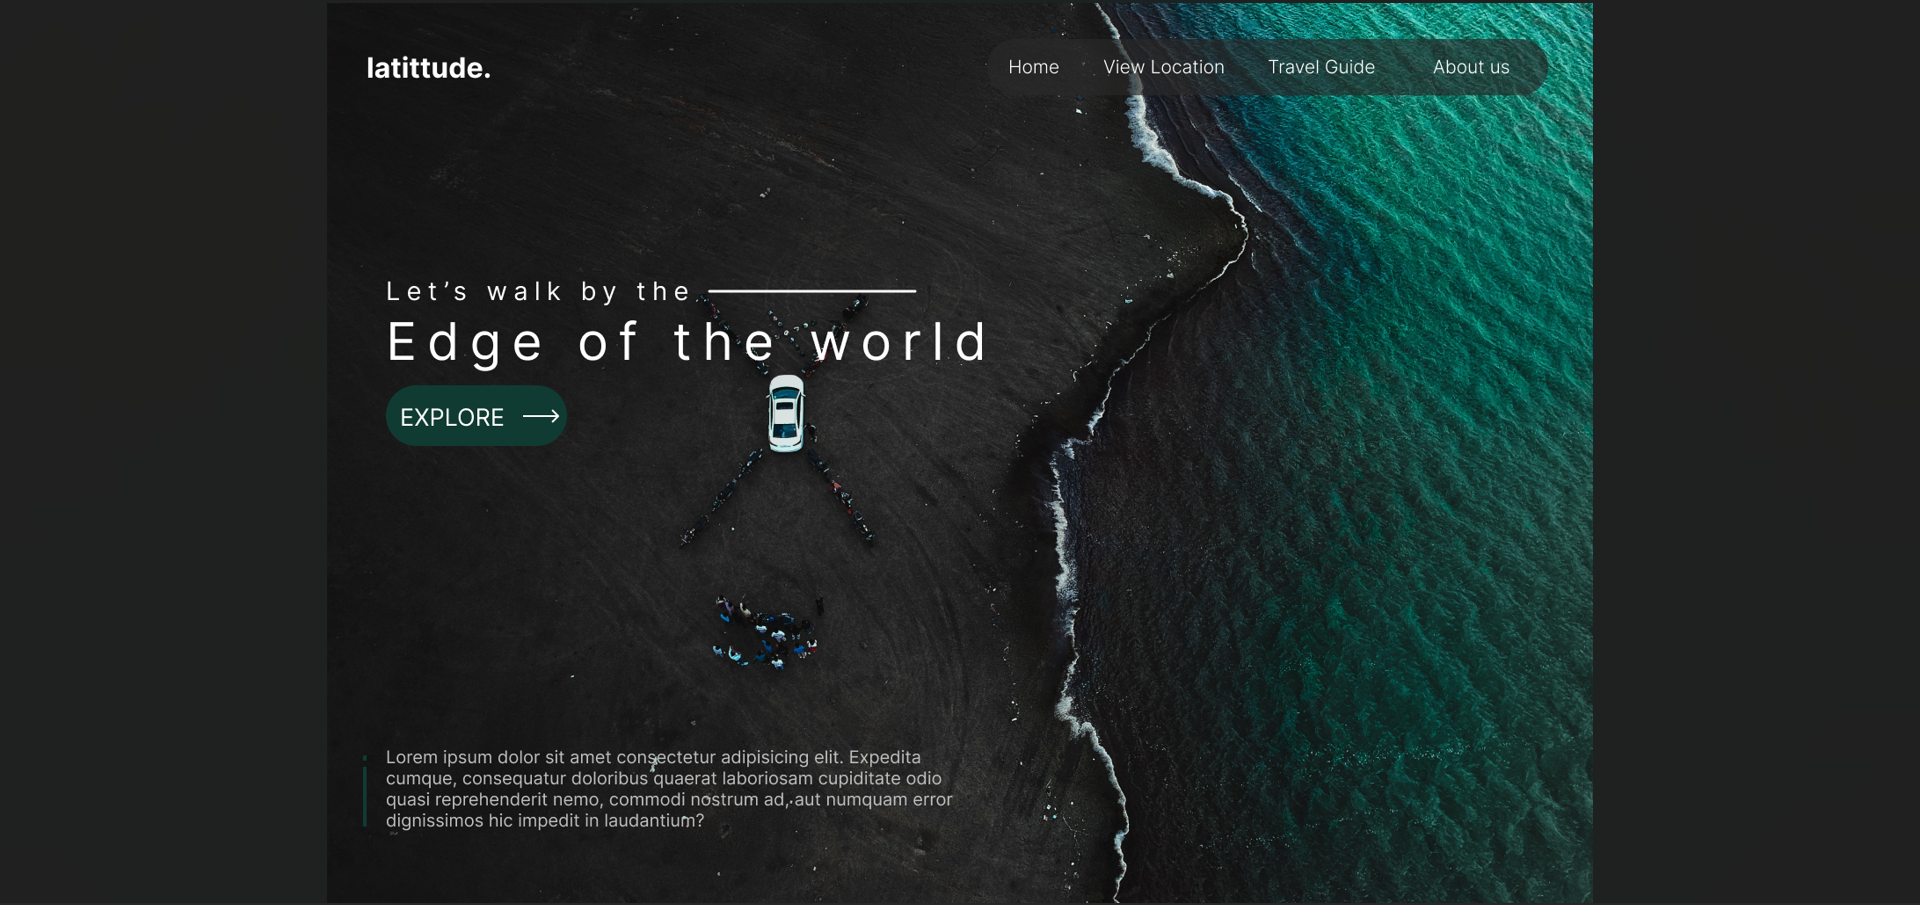 latittude.
Home View Location Travel Guide About us
Let’s walk by the
Edge of the world
EXPLORE
Lorem ipsum dolor sit amet consectetur adipisicing elit. Expedita
cumque, consequatur doloribus quaerat laboriosam cupiditate odio
quasi reprehenderit nemo, commodi nostrum ad, aut numquam error
dignissimos hic impedit in laudantium?